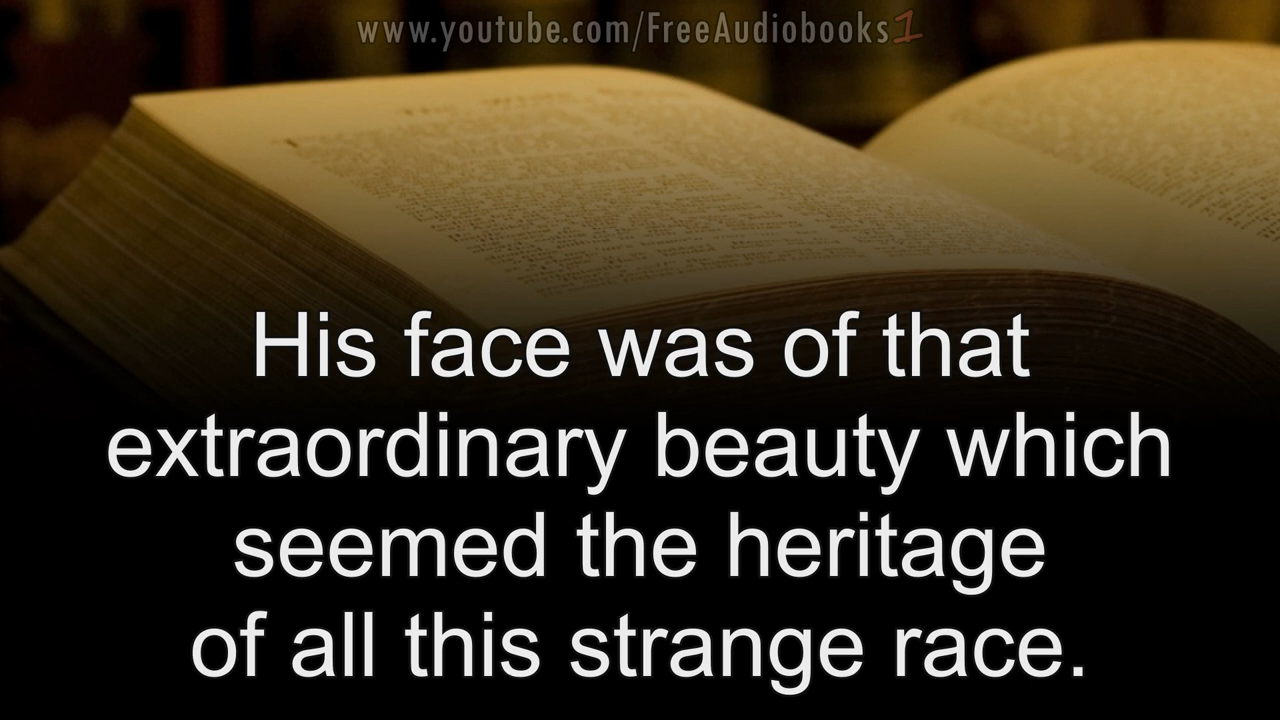 www.youtube.com/FreeAudiobooks1
His face was of that
extraordinary beauty which
seemed the heritage
of all this strange race.